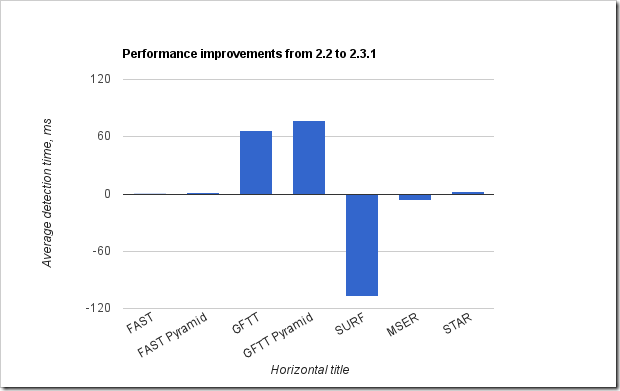 Performance improvements from 2.2 to 2.3.1
120
60
0
-60
-120
Average detection time, ms
FAST
FAST Pyramid
GFTT
GFTT Pyramid
SURF
MSER
STAR
Horizontal title